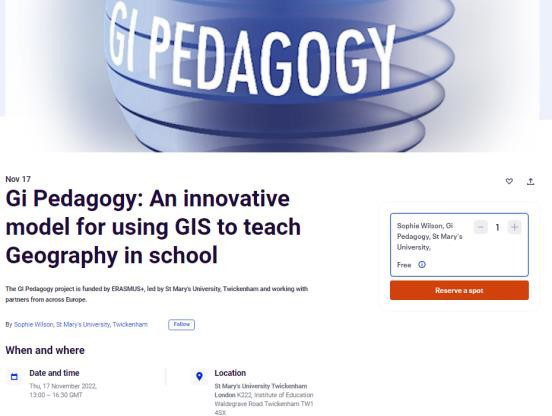 GI PEDAGOGY
Nov 17
Gi Pedagogy: An innovative
model for using GIS to teach
Geography in school
The GI Pedagogy project is funded by ERASMUS+, led by St Mary's University, Twickenham and working with
partners from across Europe.
By Sophie Wilson, St Mary's University, Twickenham
Follow
When and where
Date and time
Thu, 17 November 2022,
13:00 – 16:30 GMT
Location
St Mary's University Twickenham
London K222, Institute of Education
Waldegrave Road Twickenham TW1
4SX
Sophie Wilson, Gi
Pedagogy, St Mary's
University,
1
Free
Reserve a spot